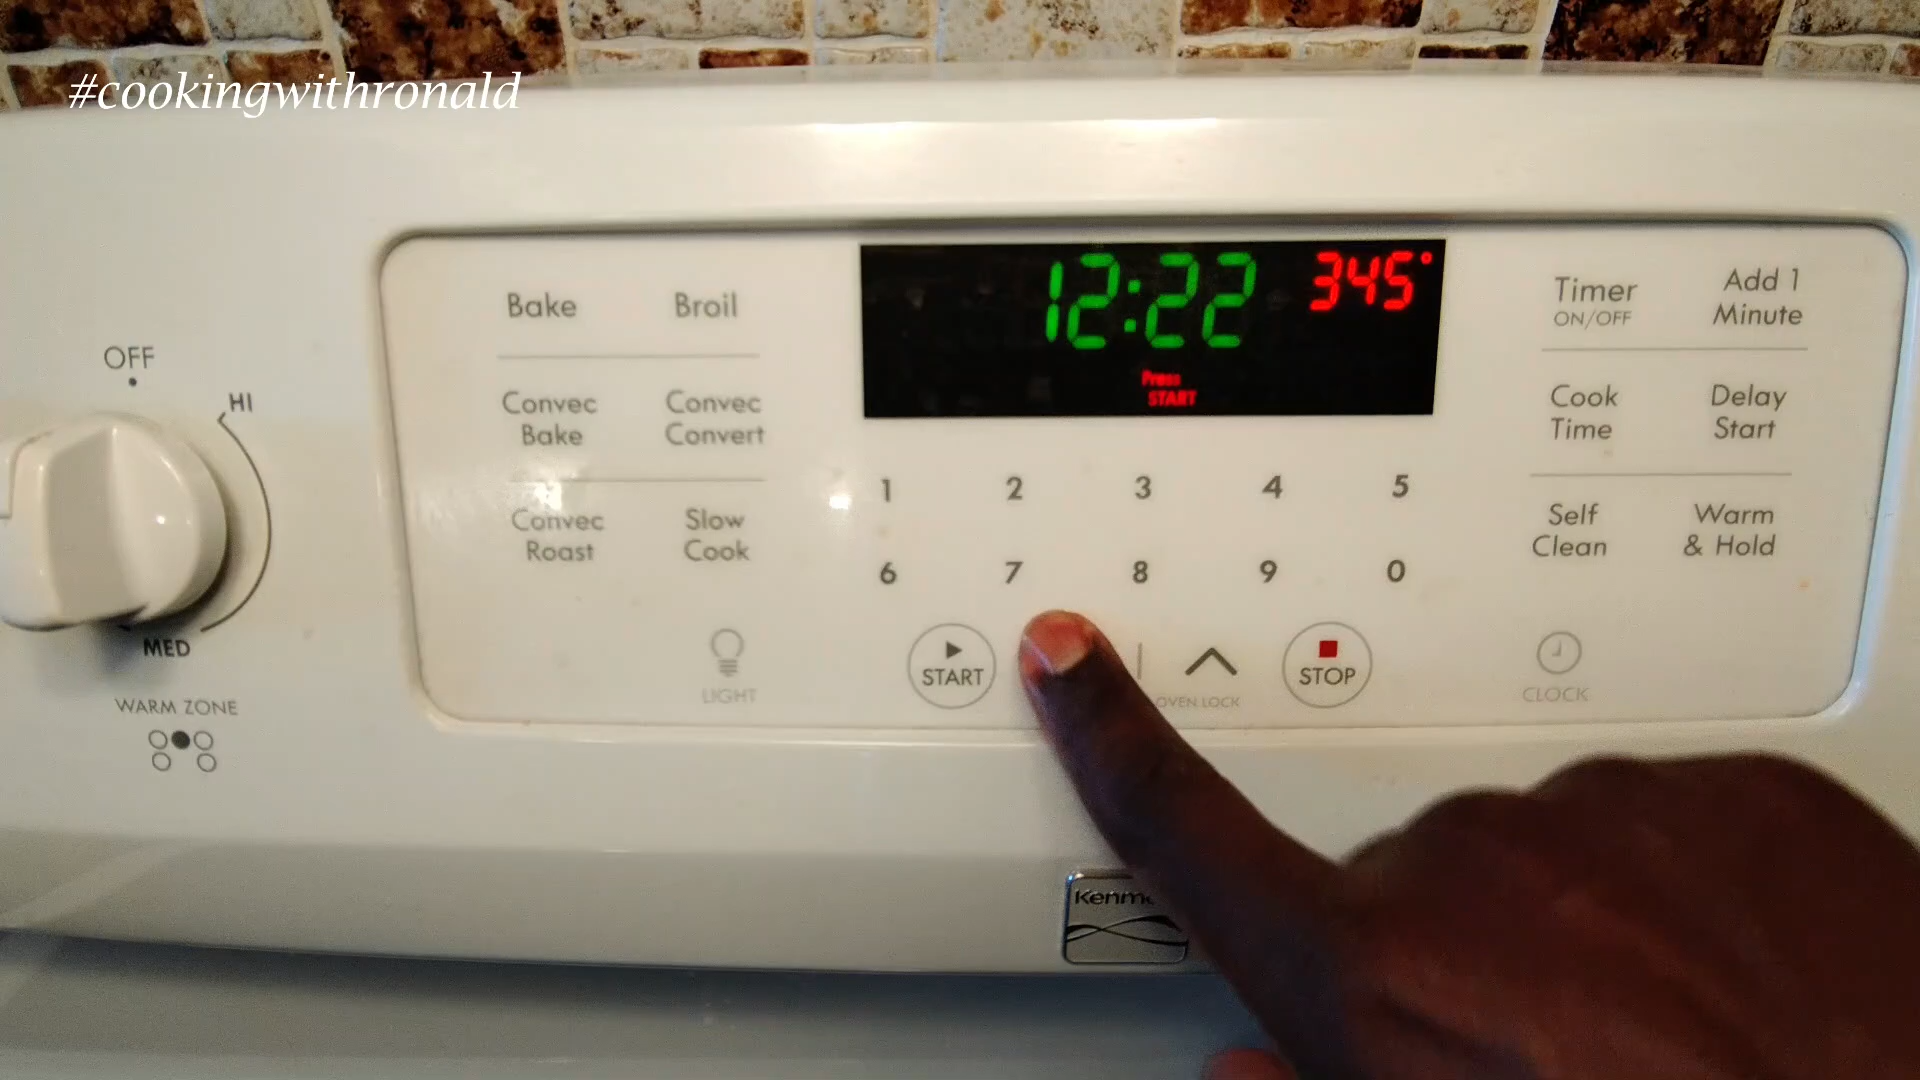 #cookingwithronald
12:22 345°
Press
START
Bake Broil
Convec
Bake
Convec
Convert
Convec
Roast
Slow
Cook
LIGHT
1 2 3 4 5
6 7 8 9 0
START
OVEN LOCK
STOP
Timer
ON/OFF
Add 1
Minute
Cook
Time
Delay
Start
Self
Clean
Warm
& Hold
CLOCK
OFF
HI
MED
WARM ZONE